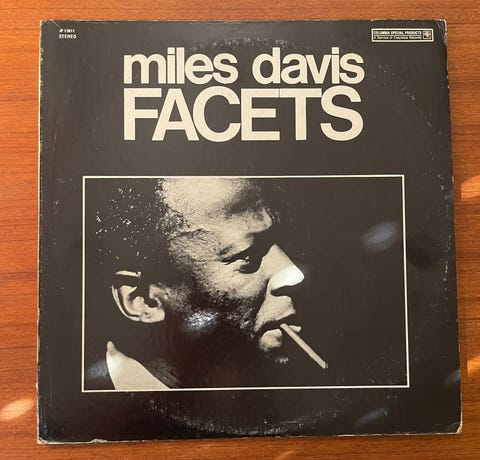 JP 13811
STEREO
COLUMBIA SPECIAL PRODUCTS
A Service of Columbia Records
miles davis
FACETS